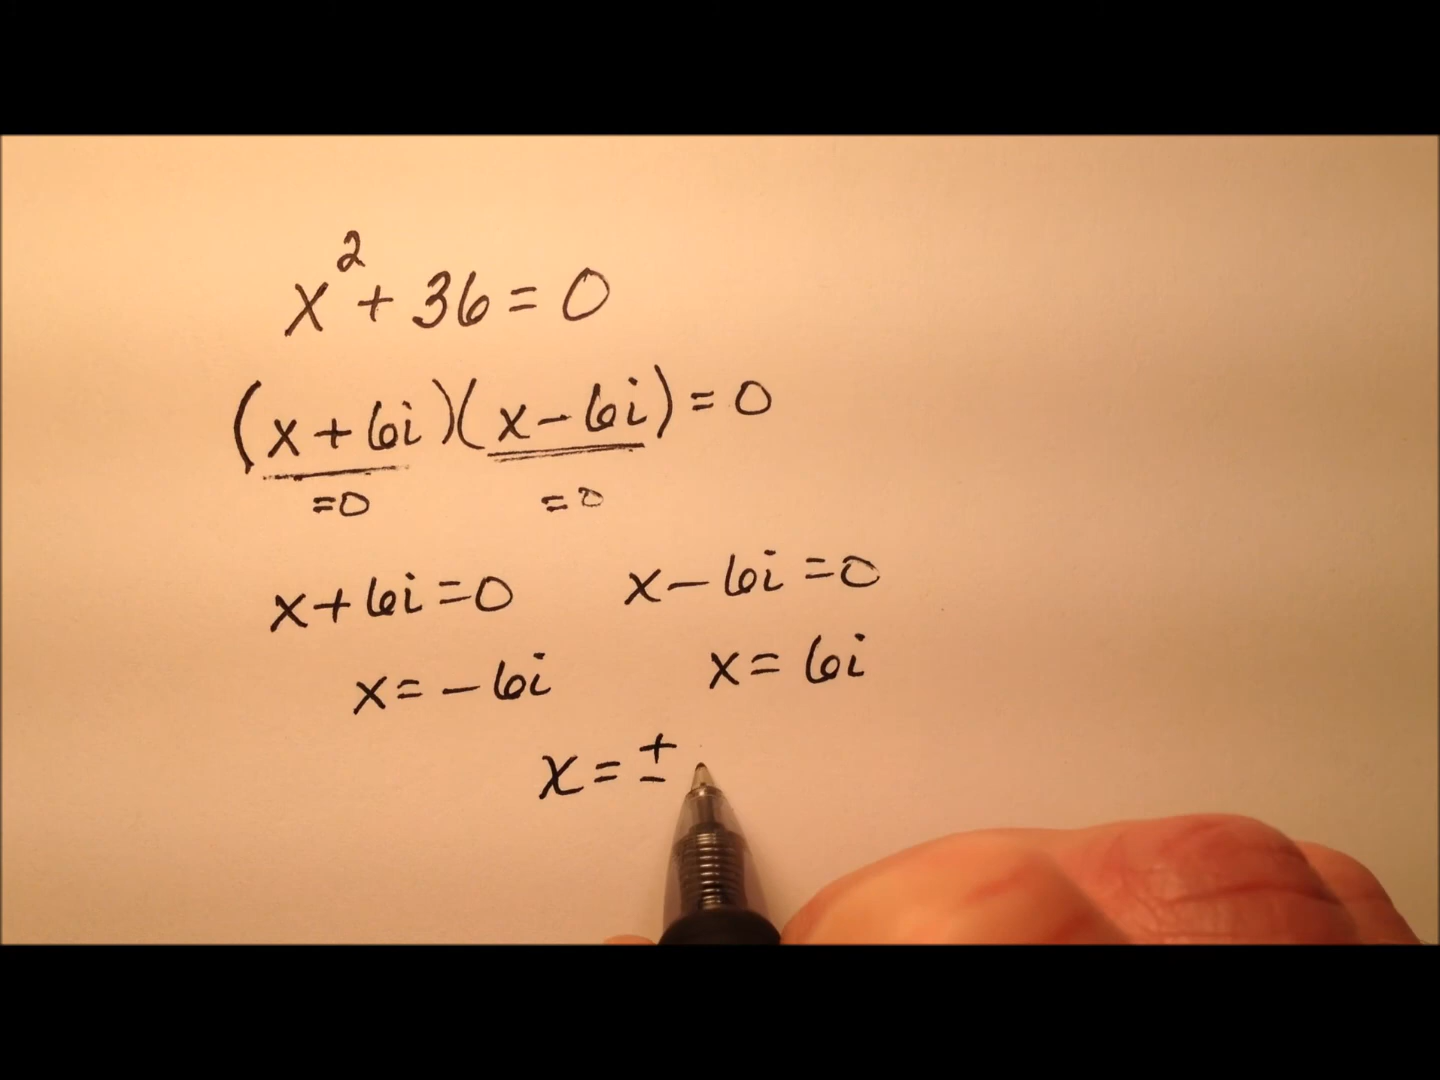 x² + 36 = 0
(x + 6i)(x - 6i) = 0
=0 =0
x + 6i = 0 x - 6i = 0
x = - 6i x = 6i
x = ±